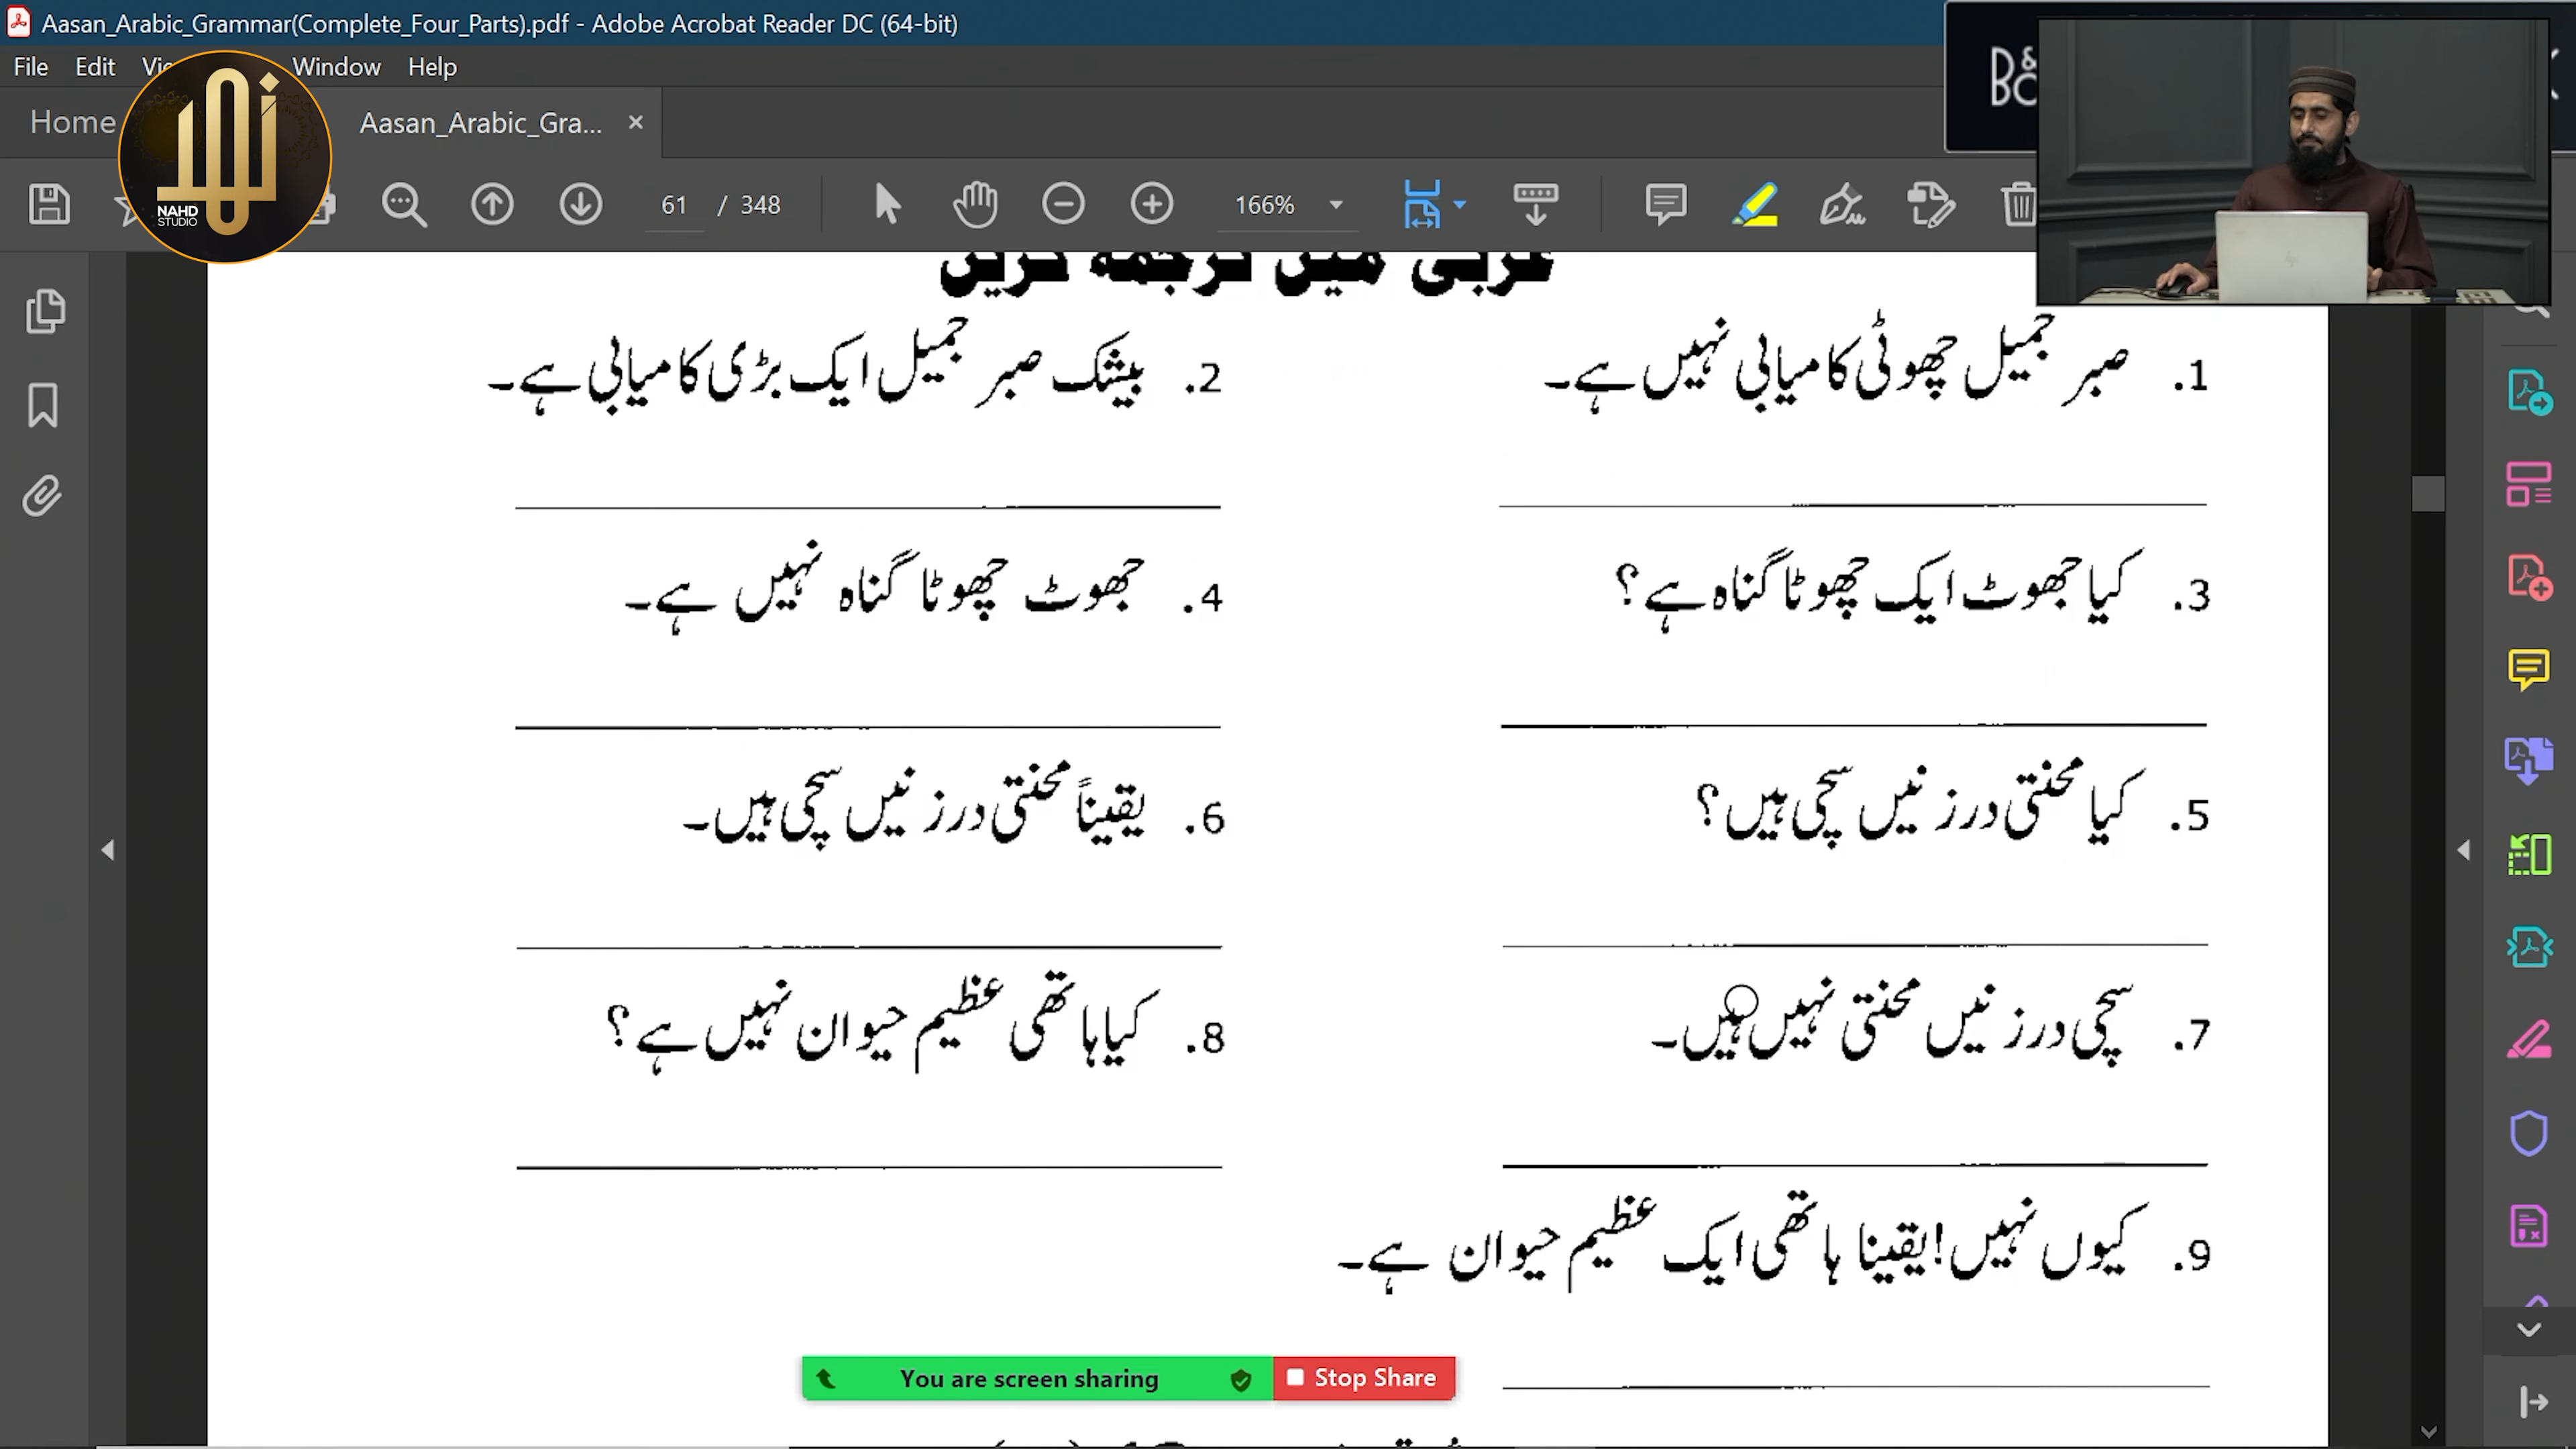 Aasan_Arabic_Grammar(Complete_Four_Parts).pdf - Adobe Acrobat Reader DC (64-bit)
File Edit Window Help
Home Aasan_Arabic_Gra...
NAHD
STUDIO
61 / 348 166%
عربی میں ترجمہ کریں
1. صبر جمیل چھوٹی کامیابی نہیں ہے۔
2. بیشک صبر جمیل ایک بڑی کامیابی ہے۔
3. کیا جھوٹ ایک چھوٹا گناہ ہے؟
4. جھوٹ چھوٹا گناہ نہیں ہے۔
5. کیا محنتی درزنیں سچی ہیں؟
6. یقیناً محنتی درزنیں سچی ہیں۔
7. سچی درزنیں محنتی نہیں ہیں۔
8. کیا ہاتھی عظیم حیوان نہیں ہے؟
9. کیوں نہیں! یقینا ہاتھی ایک عظیم حیوان ہے۔
You are screen sharing Stop Share